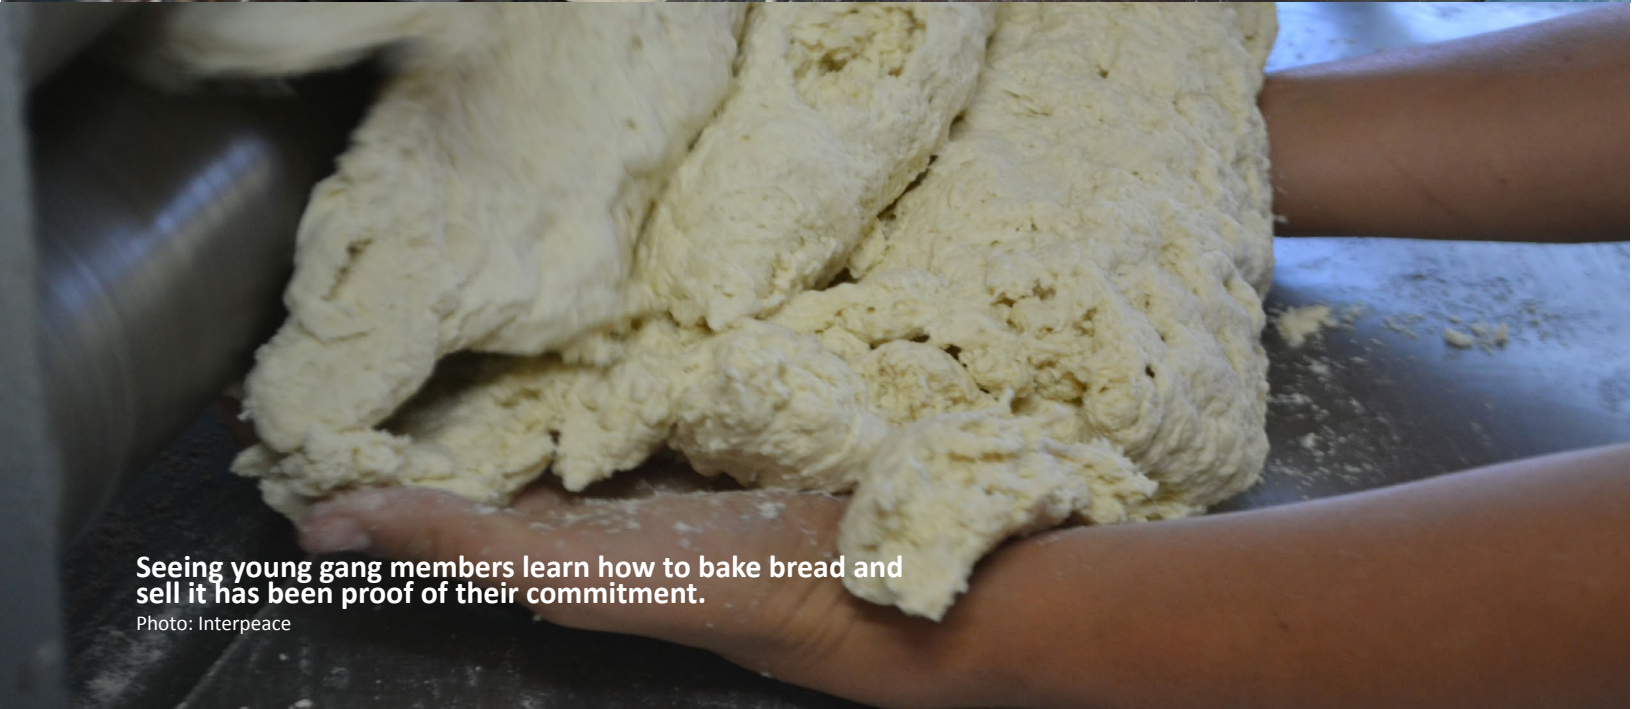 Seeing young gang members learn how to bake bread and
sell it has been proof of their commitment.
Photo: Interpeace